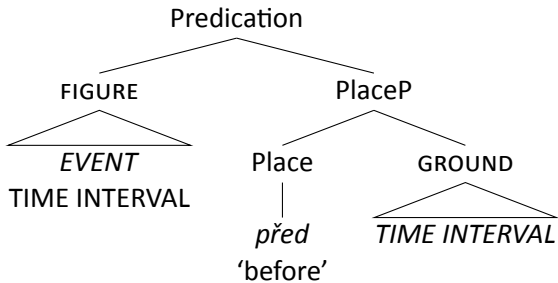 Predication
FIGURE PlaceP
EVENT Place GROUND
TIME INTERVAL
před TIME INTERVAL
‘before’